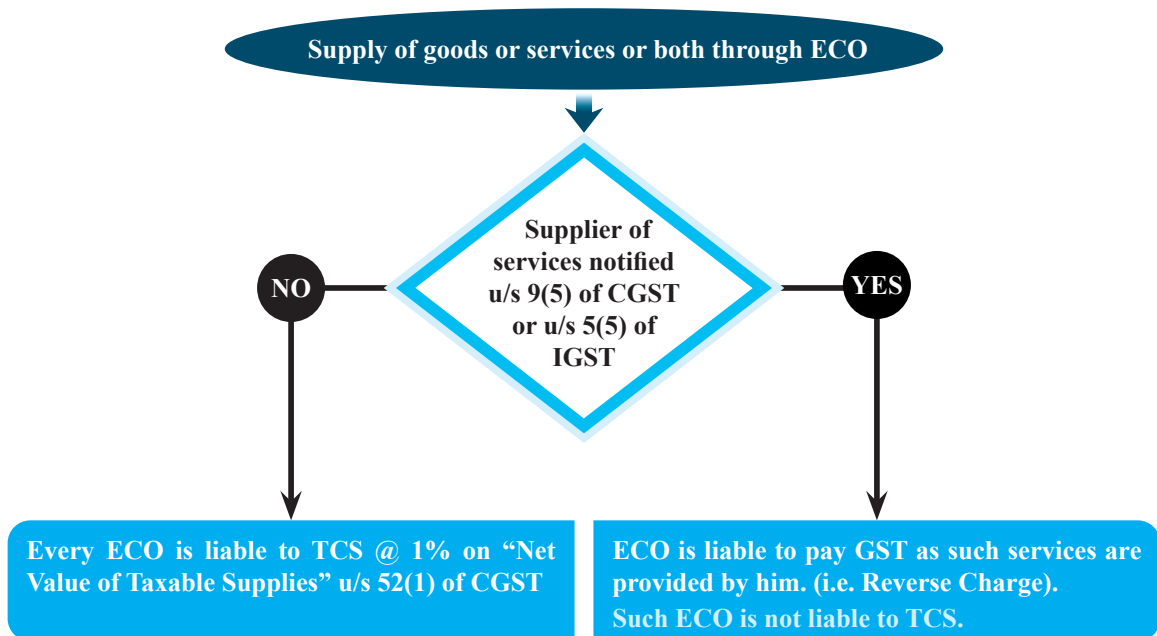 Supply of goods or services or both through ECO
Supplier of
services notified
u/s 9(5) of CGST
or u/s 5(5) of
IGST
NO
YES
Every ECO is liable to TCS @ 1% on “Net
Value of Taxable Supplies” u/s 52(1) of CGST
ECO is liable to pay GST as such services are
provided by him. (i.e. Reverse Charge).
Such ECO is not liable to TCS.